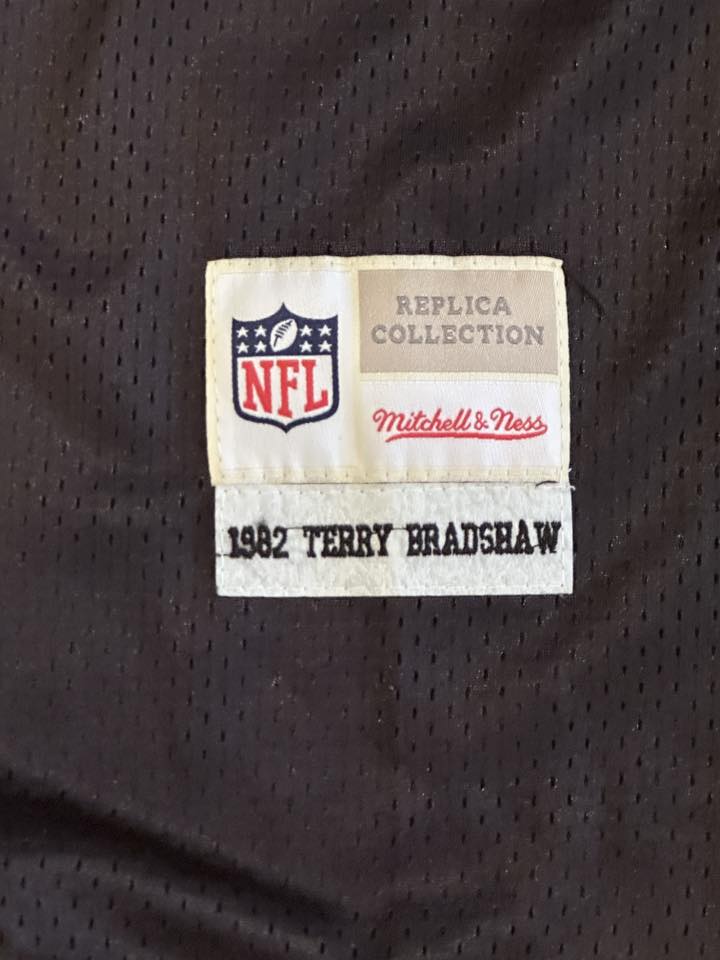 NFL
REPLICA
COLLECTION
Mitchell & Ness
1982 TERRY BRADSHAW